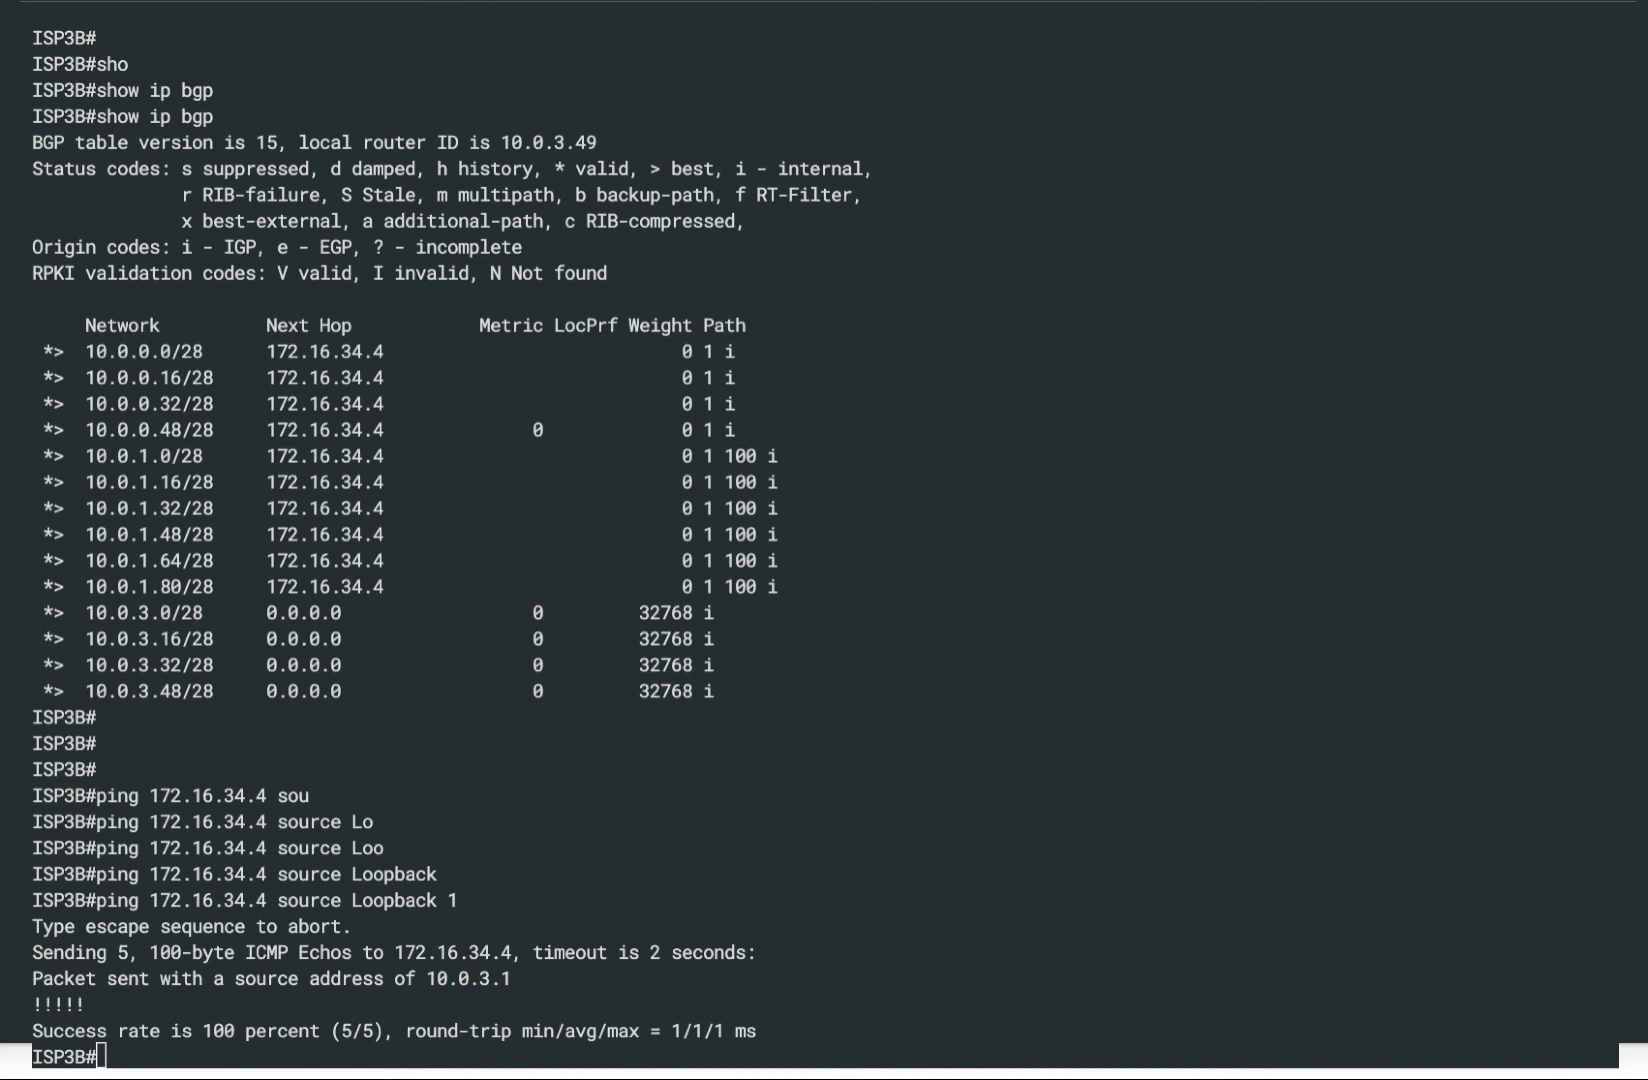 ISP3B#
ISP3B#sho
ISP3B#show ip bgp
ISP3B#show ip bgp
BGP table version is 15, local router ID is 10.0.3.49
Status codes: s suppressed, d damped, h history, * valid, > best, i - internal,
              r RIB-failure, S Stale, m multipath, b backup-path, f RT-Filter,
              x best-external, a additional-path, c RIB-compressed,
Origin codes: i - IGP, e - EGP, ? - incomplete
RPKI validation codes: V valid, I invalid, N Not found

     Network          Next Hop            Metric LocPrf Weight Path
 *>  10.0.0.0/28      172.16.34.4                            0 1 i
 *>  10.0.0.16/28     172.16.34.4                            0 1 i
 *>  10.0.0.32/28     172.16.34.4                            0 1 i
 *>  10.0.0.48/28     172.16.34.4              0             0 1 i
 *>  10.0.1.0/28      172.16.34.4                            0 1 100 i
 *>  10.0.1.16/28     172.16.34.4                            0 1 100 i
 *>  10.0.1.32/28     172.16.34.4                            0 1 100 i
 *>  10.0.1.48/28     172.16.34.4                            0 1 100 i
 *>  10.0.1.64/28     172.16.34.4                            0 1 100 i
 *>  10.0.1.80/28     172.16.34.4                            0 1 100 i
 *>  10.0.3.0/28      0.0.0.0                  0         32768 i
 *>  10.0.3.16/28     0.0.0.0                  0         32768 i
 *>  10.0.3.32/28     0.0.0.0                  0         32768 i
 *>  10.0.3.48/28     0.0.0.0                  0         32768 i
ISP3B#
ISP3B#
ISP3B#
ISP3B#ping 172.16.34.4 sou
ISP3B#ping 172.16.34.4 source Lo
ISP3B#ping 172.16.34.4 source Loo
ISP3B#ping 172.16.34.4 source Loopback
ISP3B#ping 172.16.34.4 source Loopback 1
Type escape sequence to abort.
Sending 5, 100-byte ICMP Echos to 172.16.34.4, timeout is 2 seconds:
Packet sent with a source address of 10.0.3.1
!!!!!
Success rate is 100 percent (5/5), round-trip min/avg/max = 1/1/1 ms
ISP3B#